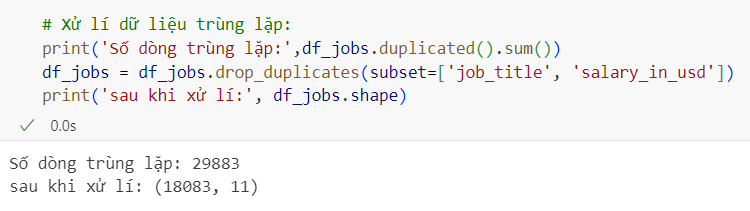 # Xử lí dữ liệu trùng lặp:
print('Số dòng trùng lặp:',df_jobs.duplicated().sum())
df_jobs = df_jobs.drop_duplicates(subset=['job_title', 'salary_in_usd'])
print('sau khi xử lí:', df_jobs.shape)
0.0s
Số dòng trùng lặp: 29883
sau khi xử lí: (18083, 11)